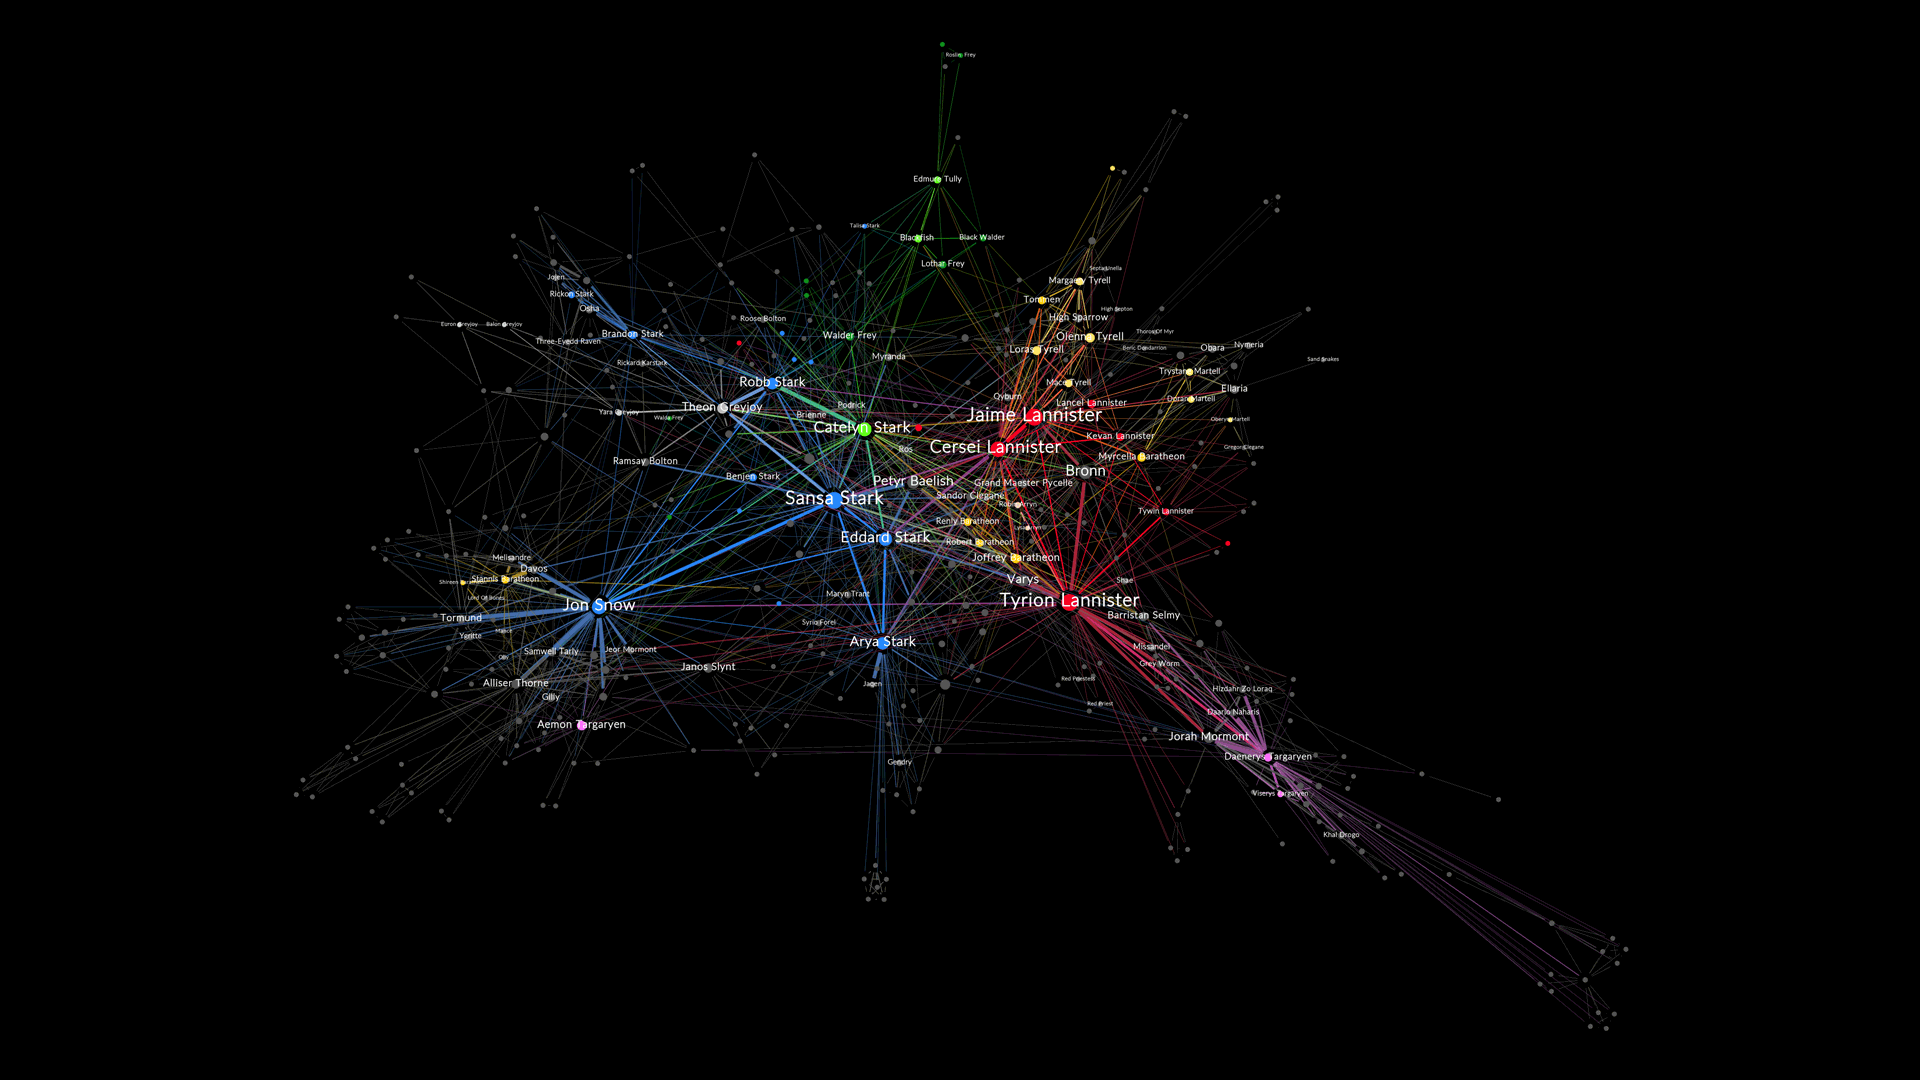 Roslin Frey
Edmure Tully
Talisa Stark
Blackfish
Black Walder
Lothar Frey
Septa Unella
Jojen
Margaery Tyrell
Rickon Stark
Tommen
Osha
High Septon
High Sparrow
Roose Bolton
Euron Greyjoy
Balon Greyjoy
Thoros Of Myr
Brandon Stark
Walder Frey
Olenna Tyrell
Three-Eyed Raven
Nymeria
Obara
Beric Dondarrion
Loras Tyrell
Myranda
Sand Snakes
Rickard Karstark
Trystane Martell
Robb Stark
Mace Tyrell
Ellaria
Qyburn
Doran Martell
Lancel Lannister
Podrick
Theon Greyjoy
Yara Greyjoy
Brienne
Jaime Lannister
Walda Frey
Oberyn Martell
Catelyn Stark
Kevan Lannister
Cersei Lannister
Gregor Clegane
Ros
Myrcella Baratheon
Ramsay Bolton
Bronn
Benjen Stark
Petyr Baelish
Grand Maester Pycelle
Sandor Clegane
Sansa Stark
Robin Arryn
Tywin Lannister
Renly Baratheon
Lysa Arryn
Eddard Stark
Robert Baratheon
Melisandre
Joffrey Baratheon
Davos
Stannis Baratheon
Shireen Baratheon
Varys
Shae
Maryn Trant
Lord Of Bones
Tyrion Lannister
Jon Snow
Barristan Selmy
Tormund
Syrio Forel
Mance
Ygritte
Arya Stark
Missandei
Jeor Mormont
Samwell Tarly
Olly
Grey Worm
Janos Slynt
Red Priestess
Alliser Thorne
Jaqen
Hizdahr Zo Loraq
Gilly
Red Priest
Daario Naharis
Aemon Targaryen
Jorah Mormont
Daenerys Targaryen
Gendry
Viserys Targaryen
Khal Drogo